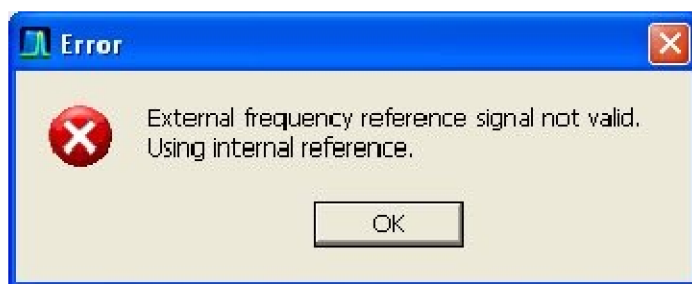 Error
External frequency reference signal not valid.
Using internal reference.
OK